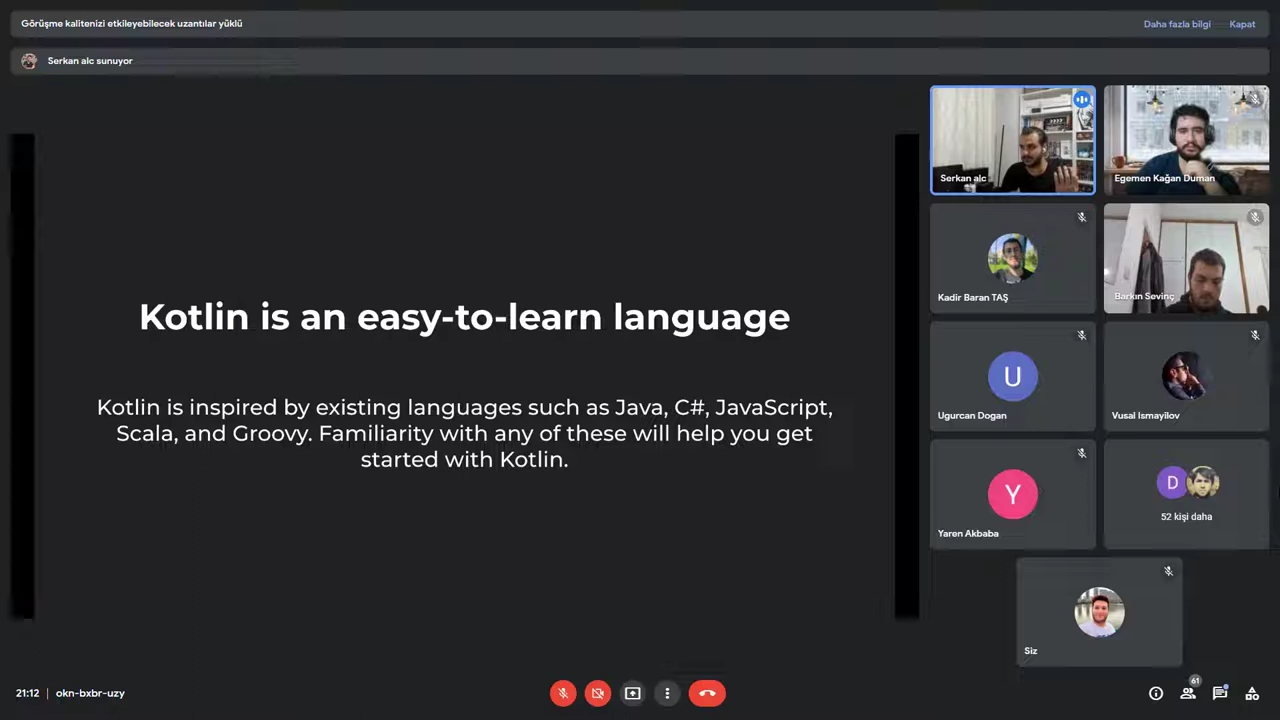 Görüşme kalitenizi etkileyebilecek uzantılar yüklü
Daha fazla bilgi
Kapat
Serkan alc sunuyor
Kotlin is an easy-to-learn language
Kotlin is inspired by existing languages such as Java, C#, JavaScript,
Scala, and Groovy. Familiarity with any of these will help you get
started with Kotlin.
Serkan alc
Egemen Kağan Duman
Kadir Baran TAŞ
Barkın Sevinç
U
Ugurcan Dogan
Vusal Ismayilov
Y
Yaren Akbaba
D
52 kişi daha
Siz
21:12 | okn-bxbr-uzy
61